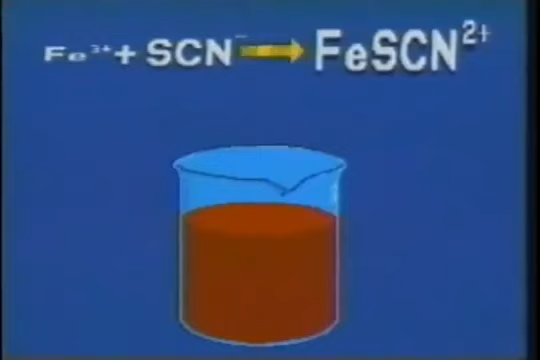 Fe³⁺ + SCN⁻ → FeSCN²⁺